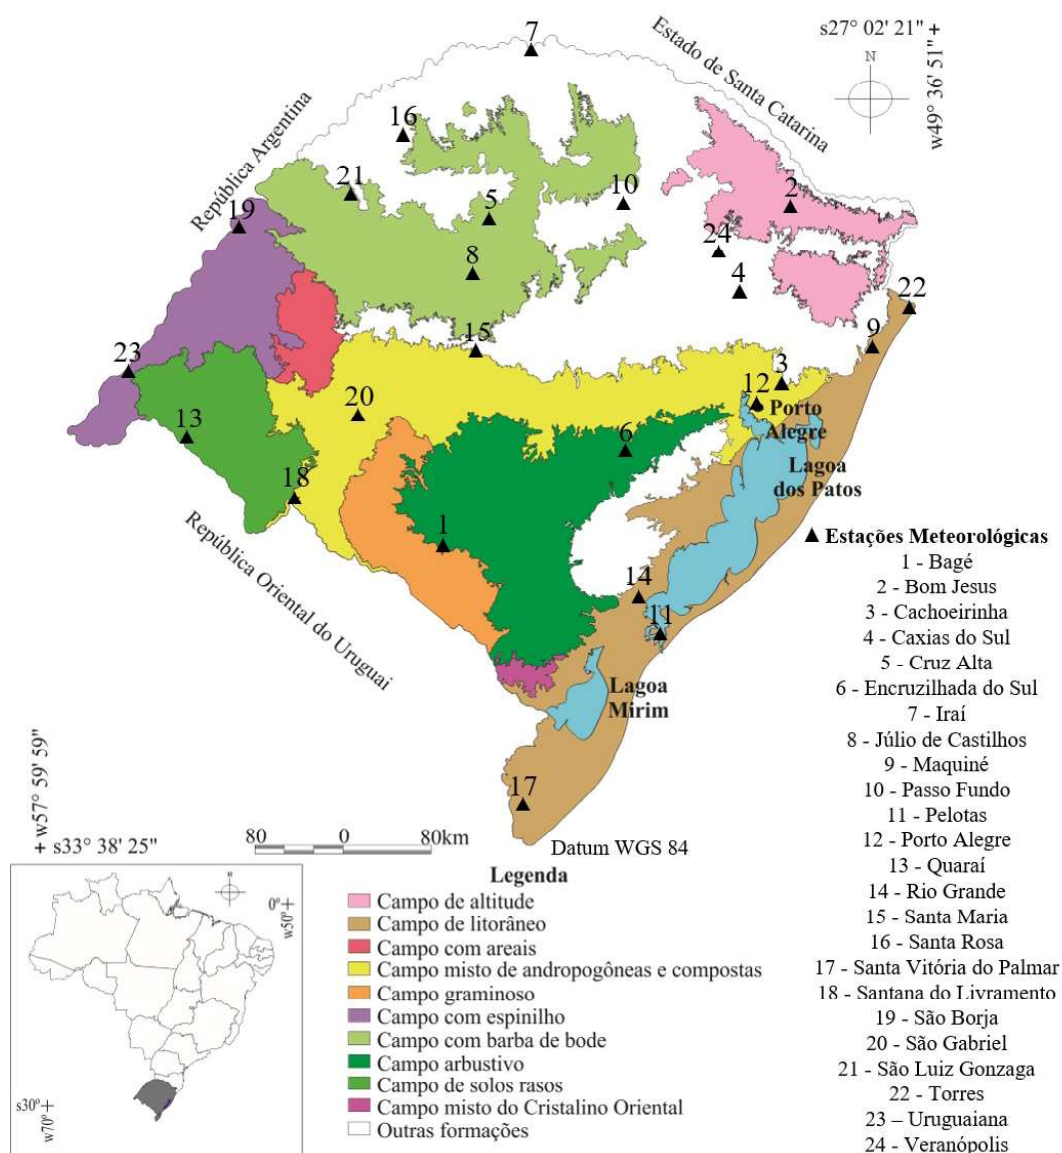 7
s27° 02' 21"+
w49° 36' 51"+
N
Estado de Santa Catarina
República Argentina
16
21
10
2
5
19
24
8
4
22
15
9
23
3
12
20
Porto
Alegre
13
6
Lagoa
dos Patos
18
1
República Oriental do Uruguai
14
11
Lagoa
Mirim
17
▲ Estações Meteorológicas
1 - Bagé
2 - Bom Jesus
3 - Cachoeirinha
4 - Caxias do Sul
5 - Cruz Alta
6 - Encruzilhada do Sul
7 - Iraí
8 - Júlio de Castilhos
9 - Maquiné
10 - Passo Fundo
11 - Pelotas
12 - Porto Alegre
13 - Quaraí
14 - Rio Grande
15 - Santa Maria
16 - Santa Rosa
17 - Santa Vitória do Palmar
18 - Santana do Livramento
19 - São Borja
20 - São Gabriel
21 - São Luiz Gonzaga
22 - Torres
23 – Uruguaiana
24 - Veranópolis
+ w57° 59' 59"
+ s33° 38' 25"
80 0 80km
Datum WGS 84
Legenda
Campo de altitude
Campo de litorâneo
Campo com areais
Campo misto de andropogôneas e compostas
Campo graminoso
Campo com espinilho
Campo com barba de bode
Campo arbustivo
Campo de solos rasos
Campo misto do Cristalino Oriental
Outras formações
N
0°
w50°
s30°
w70°